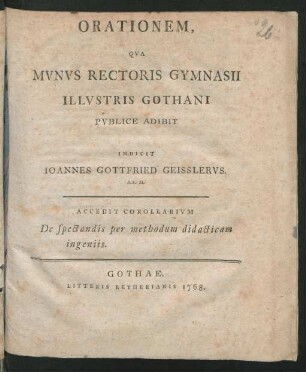 ORATIONEM,
QVA
MVNVS RECTORIS GYMNASII
ILLVSTRIS GOTHANI
PVBLICE ADIBIT
INDICIT
IOANNES GOTTFRIED GEISSLERVS.
AA. M.
ACCEDIT COROLLARIVM
De spectandis per methodum didacticam
ingeniis.
GOTHAE,
LITTERIS REYHERIANIS 1768.